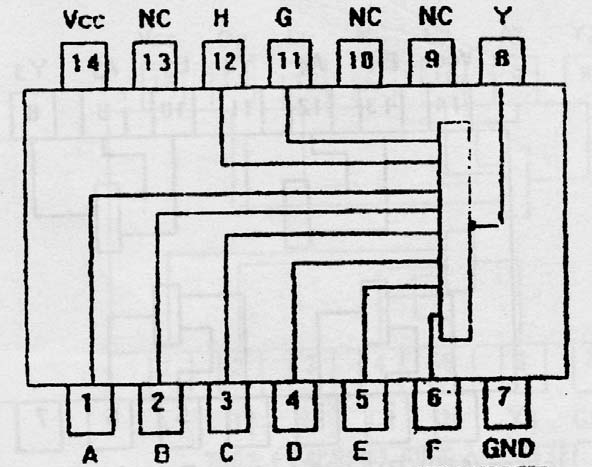 Vcc NC H G NC NC Y
14 13 12 11 10 9 8
1 2 3 4 5 6 7
A B C D E F GND